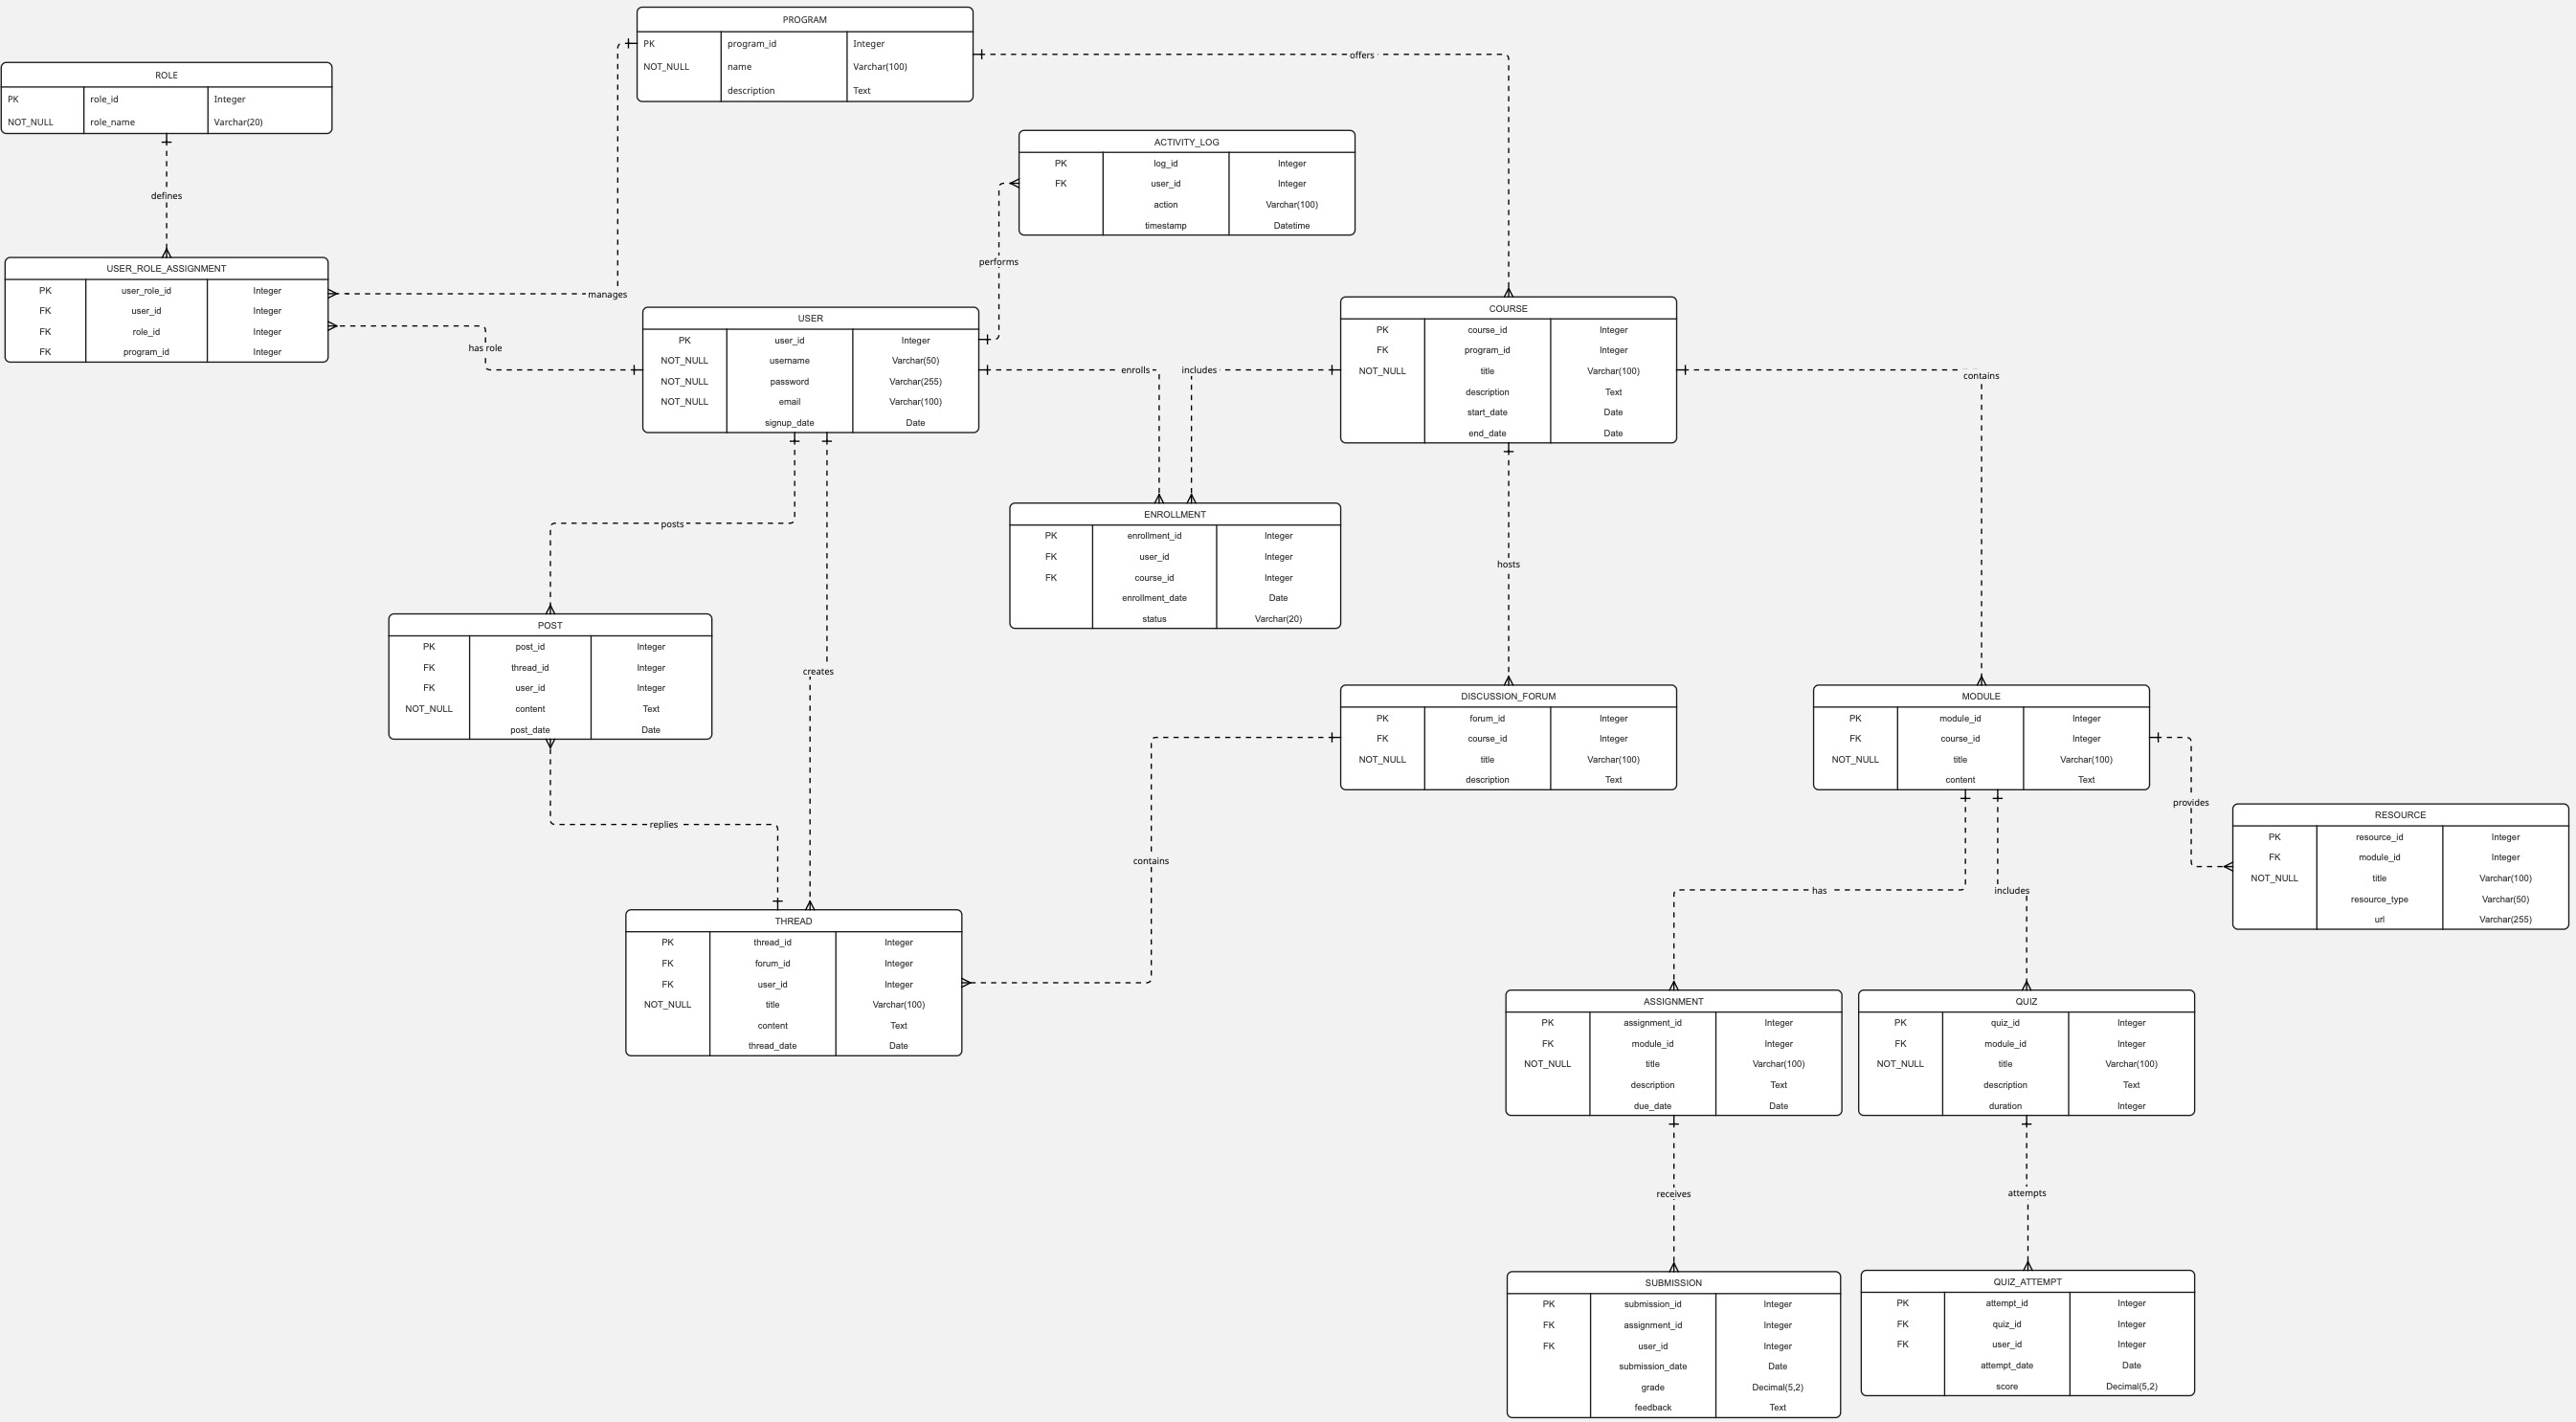 PROGRAM
PK program_id Integer
NOT_NULL name Varchar(100)
description Text
offers
ROLE
PK role_id Integer
NOT_NULL role_name Varchar(20)
defines
ACTIVITY_LOG
PK log_id Integer
FK user_id Integer
action Varchar(100)
timestamp Datetime
performs
USER_ROLE_ASSIGNMENT
PK user_role_id Integer
FK user_id Integer
FK role_id Integer
FK program_id Integer
manages
has role
USER
PK user_id Integer
NOT_NULL username Varchar(50)
NOT_NULL password Varchar(255)
NOT_NULL email Varchar(100)
signup_date Date
enrolls
includes
COURSE
PK course_id Integer
FK program_id Integer
NOT_NULL title Varchar(100)
description Text
start_date Date
end_date Date
contains
posts
ENROLLMENT
PK enrollment_id Integer
FK user_id Integer
FK course_id Integer
enrollment_date Date
status Varchar(20)
hosts
POST
PK post_id Integer
FK thread_id Integer
FK user_id Integer
NOT_NULL content Text
post_date Date
creates
DISCUSSION_FORUM
PK forum_id Integer
FK course_id Integer
NOT_NULL title Varchar(100)
description Text
MODULE
PK module_id Integer
FK course_id Integer
NOT_NULL title Varchar(100)
content Text
provides
replies
contains
has
includes
RESOURCE
PK resource_id Integer
FK module_id Integer
NOT_NULL title Varchar(100)
resource_type Varchar(50)
url Varchar(255)
THREAD
PK thread_id Integer
FK forum_id Integer
FK user_id Integer
NOT_NULL title Varchar(100)
content Text
thread_date Date
ASSIGNMENT
PK assignment_id Integer
FK module_id Integer
NOT_NULL title Varchar(100)
description Text
due_date Date
QUIZ
PK quiz_id Integer
FK module_id Integer
NOT_NULL title Varchar(100)
description Text
duration Integer
receives
attempts
SUBMISSION
PK submission_id Integer
FK assignment_id Integer
FK user_id Integer
submission_date Date
grade Decimal(5,2)
feedback Text
QUIZ_ATTEMPT
PK attempt_id Integer
FK quiz_id Integer
FK user_id Integer
attempt_date Date
score Decimal(5,2)